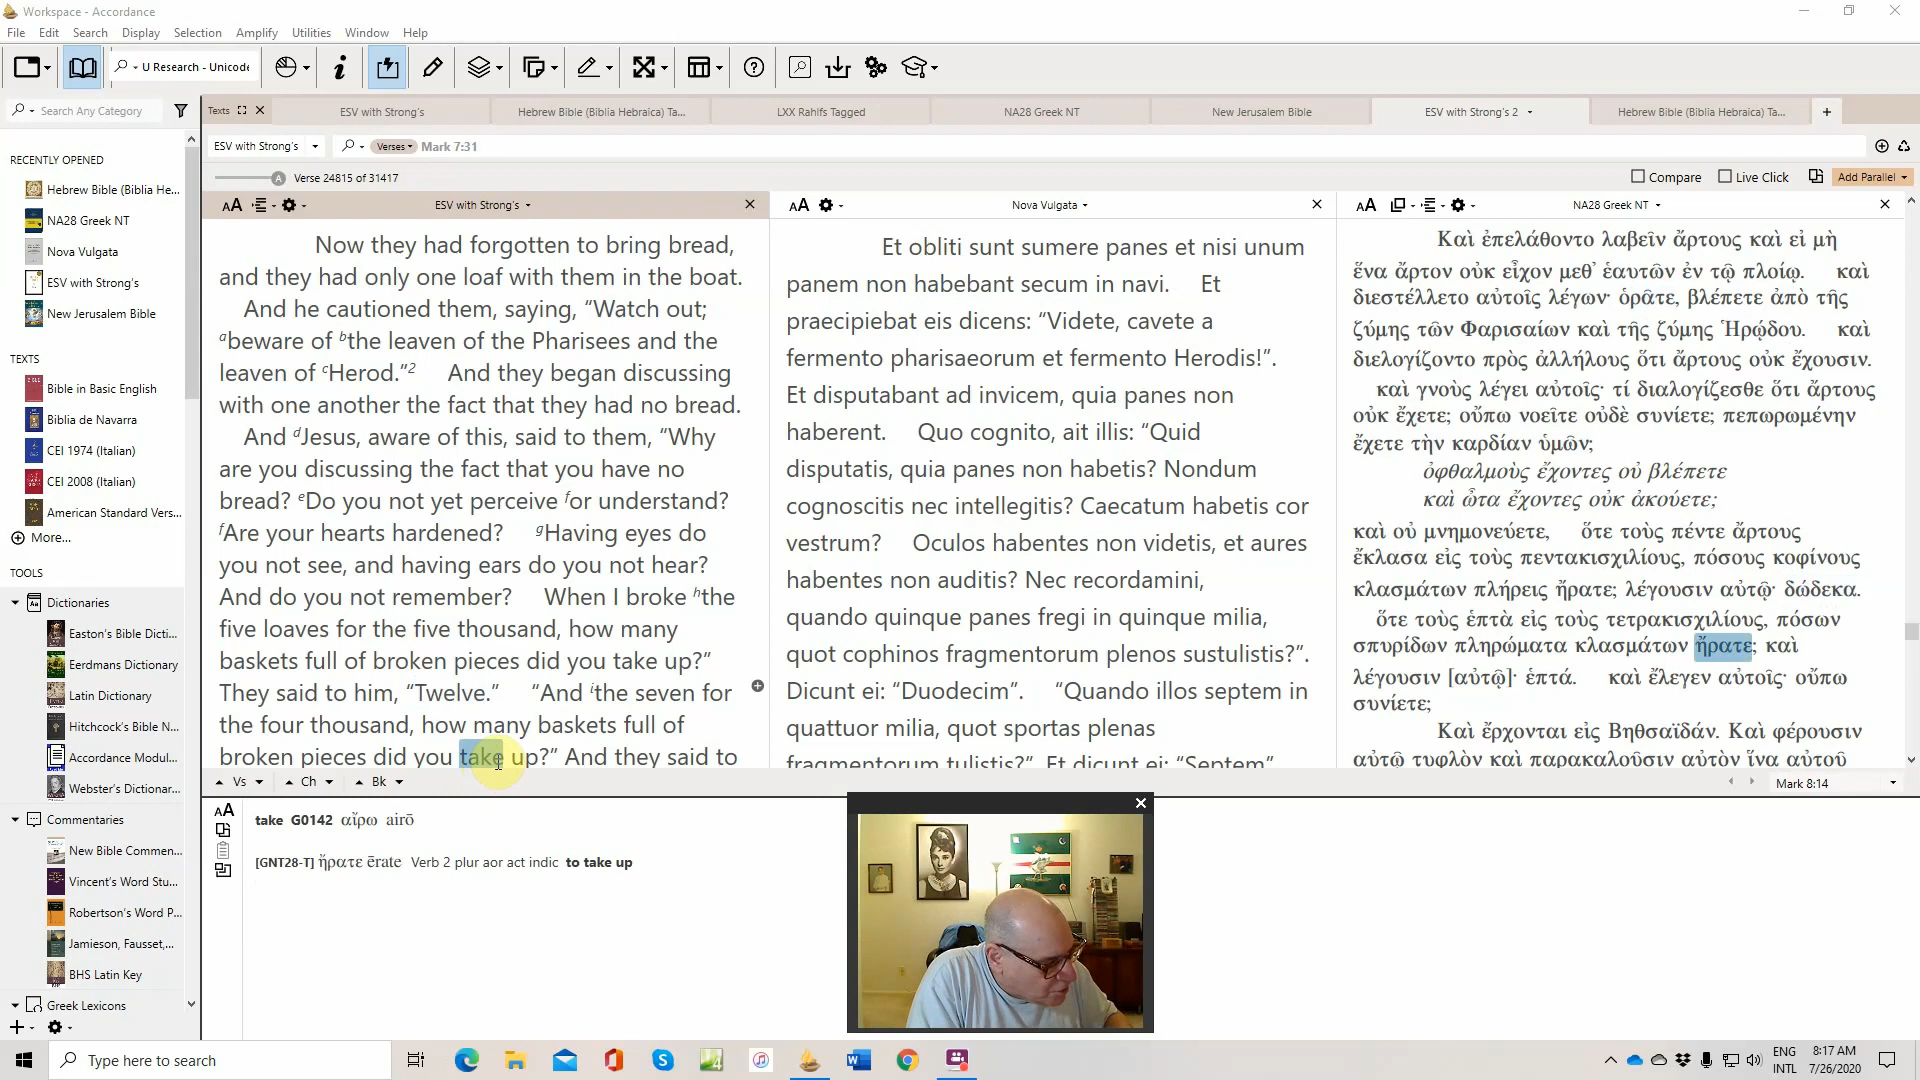 Workspace - Accordance
File Edit Search Display Selection Amplify Utilities Window Help
U Research - Unicode
Search Any Category
RECENTLY OPENED
Hebrew Bible (Biblia He...
NA28 Greek NT
Nova Vulgata
ESV with Strong's
New Jerusalem Bible
TEXTS
Bible in Basic English
Biblia de Navarra
CEI 1974 (Italian)
CEI 2008 (Italian)
American Standard Vers...
More...
TOOLS
Dictionaries
Easton's Bible Dicti...
Eerdmans Dictionary
Latin Dictionary
Hitchcock's Bible N...
Accordance Modul...
Webster's Dictionar...
Commentaries
New Bible Commen...
Vincent's Word Stu...
Robertson's Word P...
Jamieson, Fausset,...
BHS Latin Key
Greek Lexicons
Texts ESV with Strong's Hebrew Bible (Biblia Hebraica) Ta... LXX Rahlfs Tagged NA28 Greek NT New Jerusalem Bible ESV with Strong's 2 Hebrew Bible (Biblia Hebraica) Ta...
ESV with Strong's Verses Mark 7:31
Verse 24815 of 31417 Compare Live Click Add Parallel
ESV with Strong's
Now they had forgotten to bring bread,
and they had only one loaf with them in the boat.
And he cautioned them, saying, “Watch out;
ᵃbeware of ᵇthe leaven of the Pharisees and the
leaven of ᶜHerod.”² And they began discussing
with one another the fact that they had no bread.
And ᵈJesus, aware of this, said to them, “Why
are you discussing the fact that you have no
bread? ᵉDo you not yet perceive ᶠor understand?
ᶠAre your hearts hardened? ᵍHaving eyes do
you not see, and having ears do you not hear?
And do you not remember? When I broke ʰthe
five loaves for the five thousand, how many
baskets full of broken pieces did you take up?”
They said to him, “Twelve.” “And ⁱthe seven for
the four thousand, how many baskets full of
broken pieces did you take up?” And they said to
Vs Ch Bk
Nova Vulgata
Et obliti sunt sumere panes et nisi unum
panem non habebant secum in navi. Et
praecipiebat eis dicens: “Videte, cavete a
fermento pharisaeorum et fermento Herodis!”.
Et disputabant ad invicem, quia panes non
haberent. Quo cognito, ait illis: “Quid
disputatis, quia panes non habetis? Nondum
cognoscitis nec intellegitis? Caecatum habetis cor
vestrum? Oculos habentes non videtis, et aures
habentes non auditis? Nec recordamini,
quando quinque panes fregi in quinque milia,
quot cophinos fragmentorum plenos sustulistis?”.
Dicunt ei: “Duodecim”. “Quando illos septem in
quattuor milia, quot sportas plenas
fragmentorum tulistis?”. Et dicunt ei: “Septem”
NA28 Greek NT
Καὶ ἐπελάθοντο λαβεῖν ἄρτους καὶ εἰ μὴ
ἕνα ἄρτον οὐκ εἶχον μεθ’ ἑαυτῶν ἐν τῷ πλοίῳ. καὶ
διεστέλλετο αὐτοῖς λέγων· ὁρᾶτε, βλέπετε ἀπὸ τῆς
ζύμης τῶν Φαρισαίων καὶ τῆς ζύμης Ἡρῴδου. καὶ
διελογίζοντο πρὸς ἀλλήλους ὅτι ἄρτους οὐκ ἔχουσιν.
καὶ γνοὺς λέγει αὐτοῖς· τί διαλογίζεσθε ὅτι ἄρτους
οὐκ ἔχετε; οὔπω νοεῖτε οὐδὲ συνίετε; πεπωρωμένην
ἔχετε τὴν καρδίαν ὑμῶν;
ὀφθαλμοὺς ἔχοντες οὐ βλέπετε
καὶ ὦτα ἔχοντες οὐκ ἀκούετε;
καὶ οὐ μνημονεύετε, ὅτε τοὺς πέντε ἄρτους
ἔκλασα εἰς τοὺς πεντακισχιλίους, πόσους κοφίνους
κλασμάτων πλήρεις ἤρατε; λέγουσιν αὐτῷ· δώδεκα.
ὅτε τοὺς ἑπτὰ εἰς τοὺς τετρακισχιλίους, πόσων
σπυρίδων πληρώματα κλασμάτων ἤρατε; καὶ
λέγουσιν [αὐτῷ]· ἑπτά. καὶ ἔλεγεν αὐτοῖς· οὔπω
συνίετε;
Καὶ ἔρχονται εἰς Βηθσαϊδάν. Καὶ φέρουσιν
αὐτῷ τυφλὸν καὶ παρακαλοῦσιν αὐτὸν ἵνα αὐτοῦ
Mark 8:14
take G0142 αἴρω airō
[GNT28-T] ἤρατε ērate Verb 2 plur aor act indic to take up
Type here to search
ENG
INTL
8:17 AM
7/26/2020